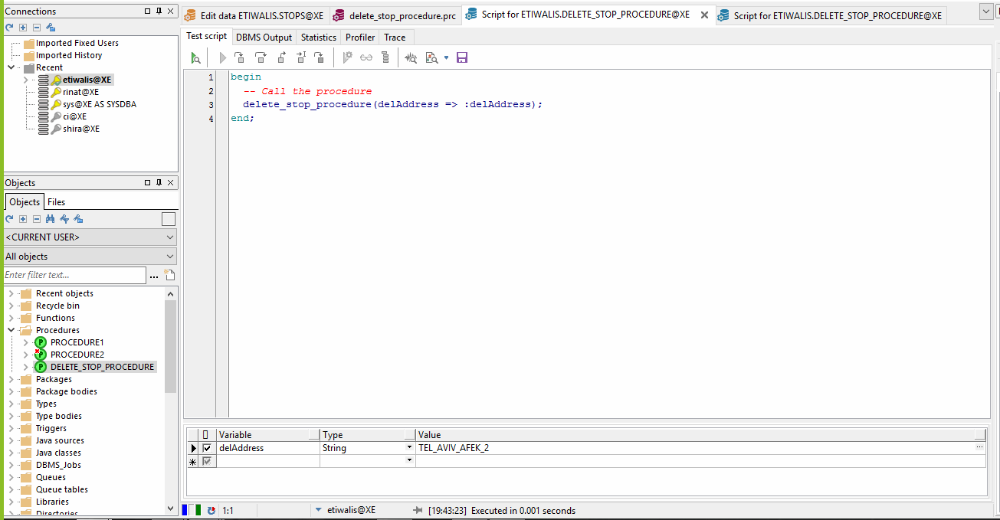 Connections
Imported Fixed Users
Imported History
Recent
etiwalis@XE
rinat@XE
sys@XE AS SYSDBA
ci@XE
shira@XE
Objects
Objects Files
<CURRENT USER>
All objects
Enter filter text... ...
Recent objects
Recycle bin
Functions
Procedures
PROCEDURE1
PROCEDURE2
DELETE_STOP_PROCEDURE
Packages
Package bodies
Types
Type bodies
Triggers
Java sources
Java classes
DBMS_Jobs
Queues
Queue tables
Libraries
Directories
Edit data ETIWALIS.STOPS@XE delete_stop_procedure.prc Script for ETIWALIS.DELETE_STOP_PROCEDURE@XE Script for ETIWALIS.DELETE_STOP_PROCEDURE@XE
Test script DBMS Output Statistics Profiler Trace
1 begin
2 -- Call the procedure
3 delete_stop_procedure(delAddress => :delAddress);
4 end;
Variable Type Value
delAddress String TEL_AVIV_AFEK_2 ...
1:1 etiwalis@XE [19:43:23] Executed in 0.001 seconds